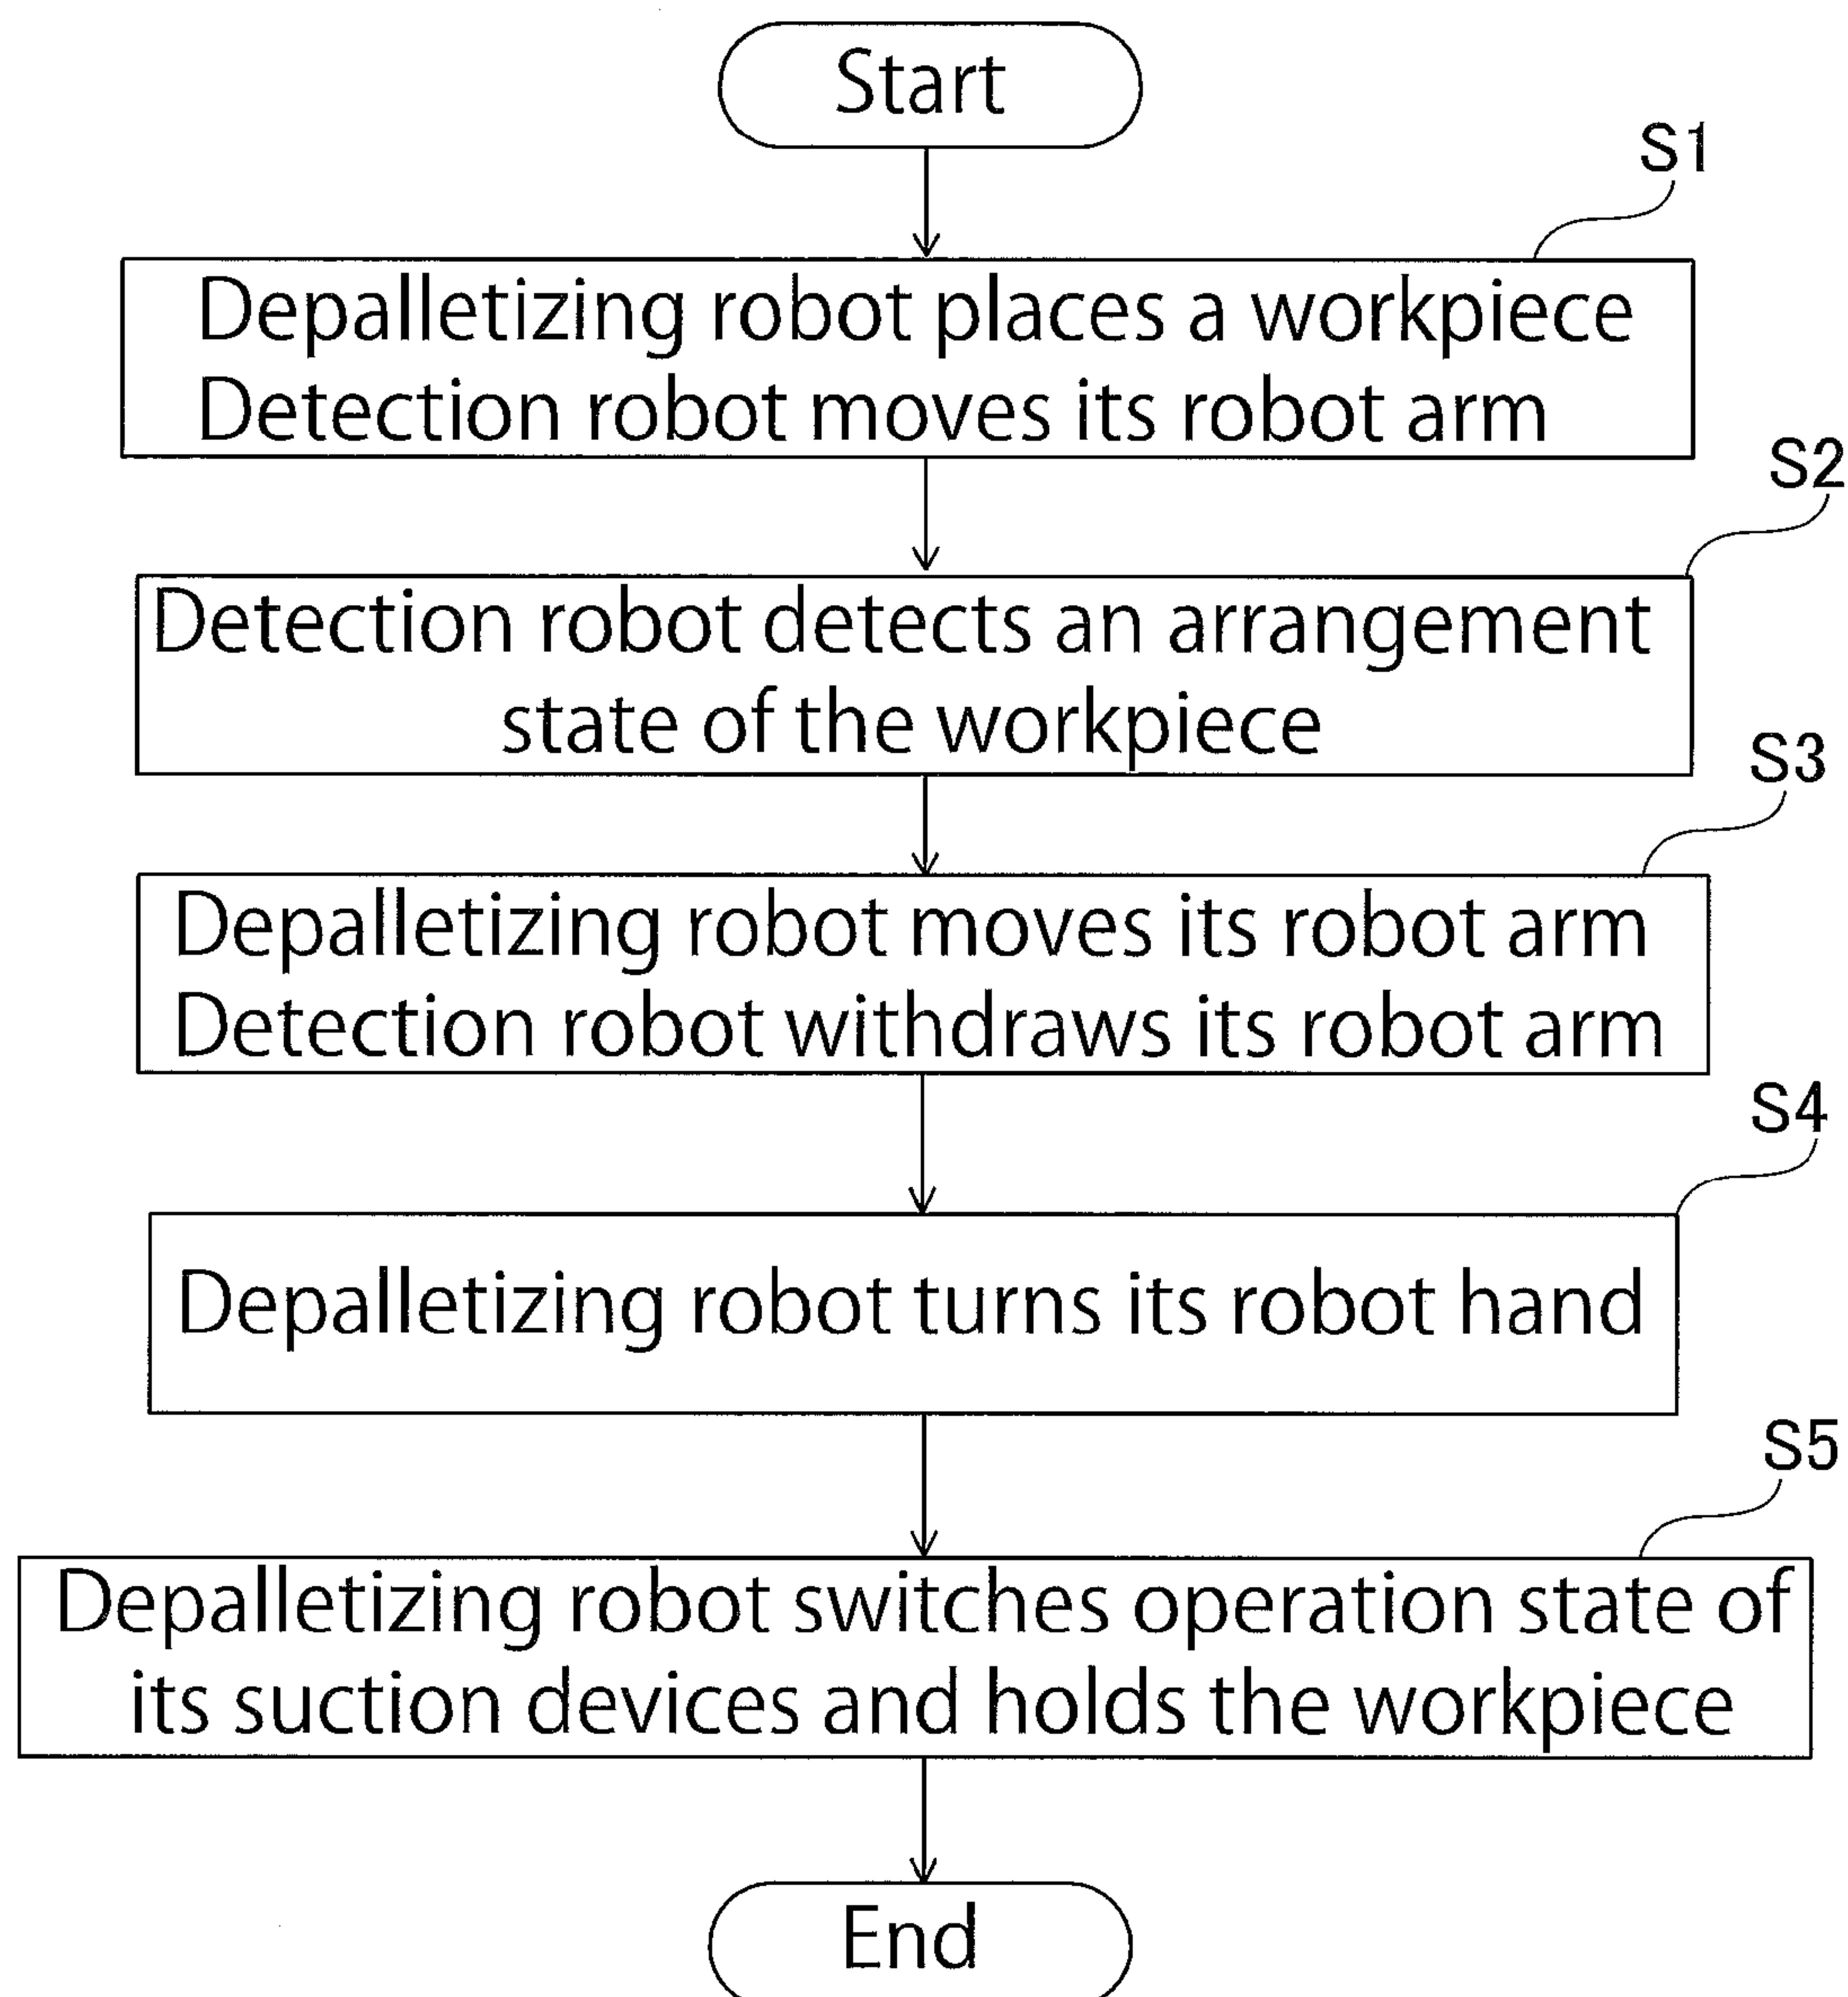 Start
S1
Depalletizing robot places a workpiece
Detection robot moves its robot arm
S2
Detection robot detects an arrangement
state of the workpiece
S3
Depalletizing robot moves its robot arm
Detection robot withdraws its robot arm
S4
Depalletizing robot turns its robot hand
S5
Depalletizing robot switches operation state of
its suction devices and holds the workpiece
End